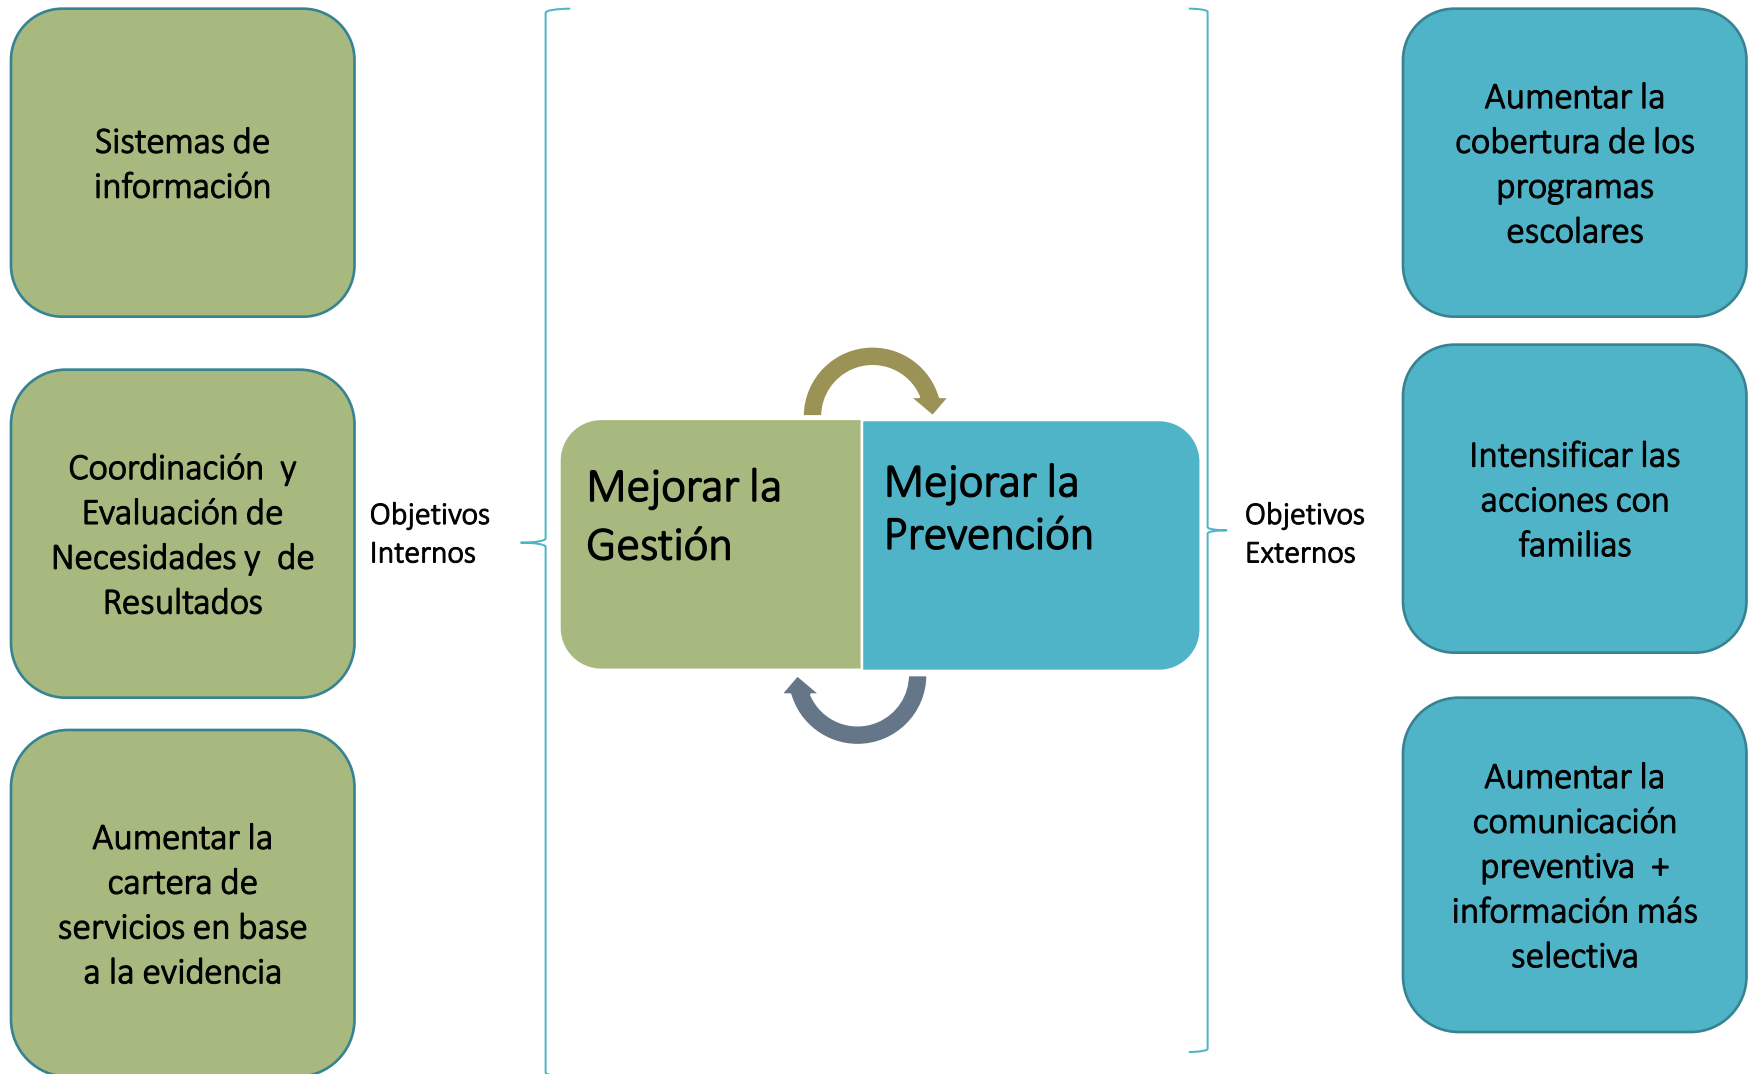 Sistemas de
información
Coordinación y
Evaluación de
Necesidades y de
Resultados
Aumentar la
cartera de
servicios en base
a la evidencia
Objetivos
Internos
Mejorar la
Gestión
Mejorar la
Prevención
Objetivos
Externos
Aumentar la
cobertura de los
programas
escolares
Intensificar las
acciones con
familias
Aumentar la
comunicación
preventiva +
información más
selectiva